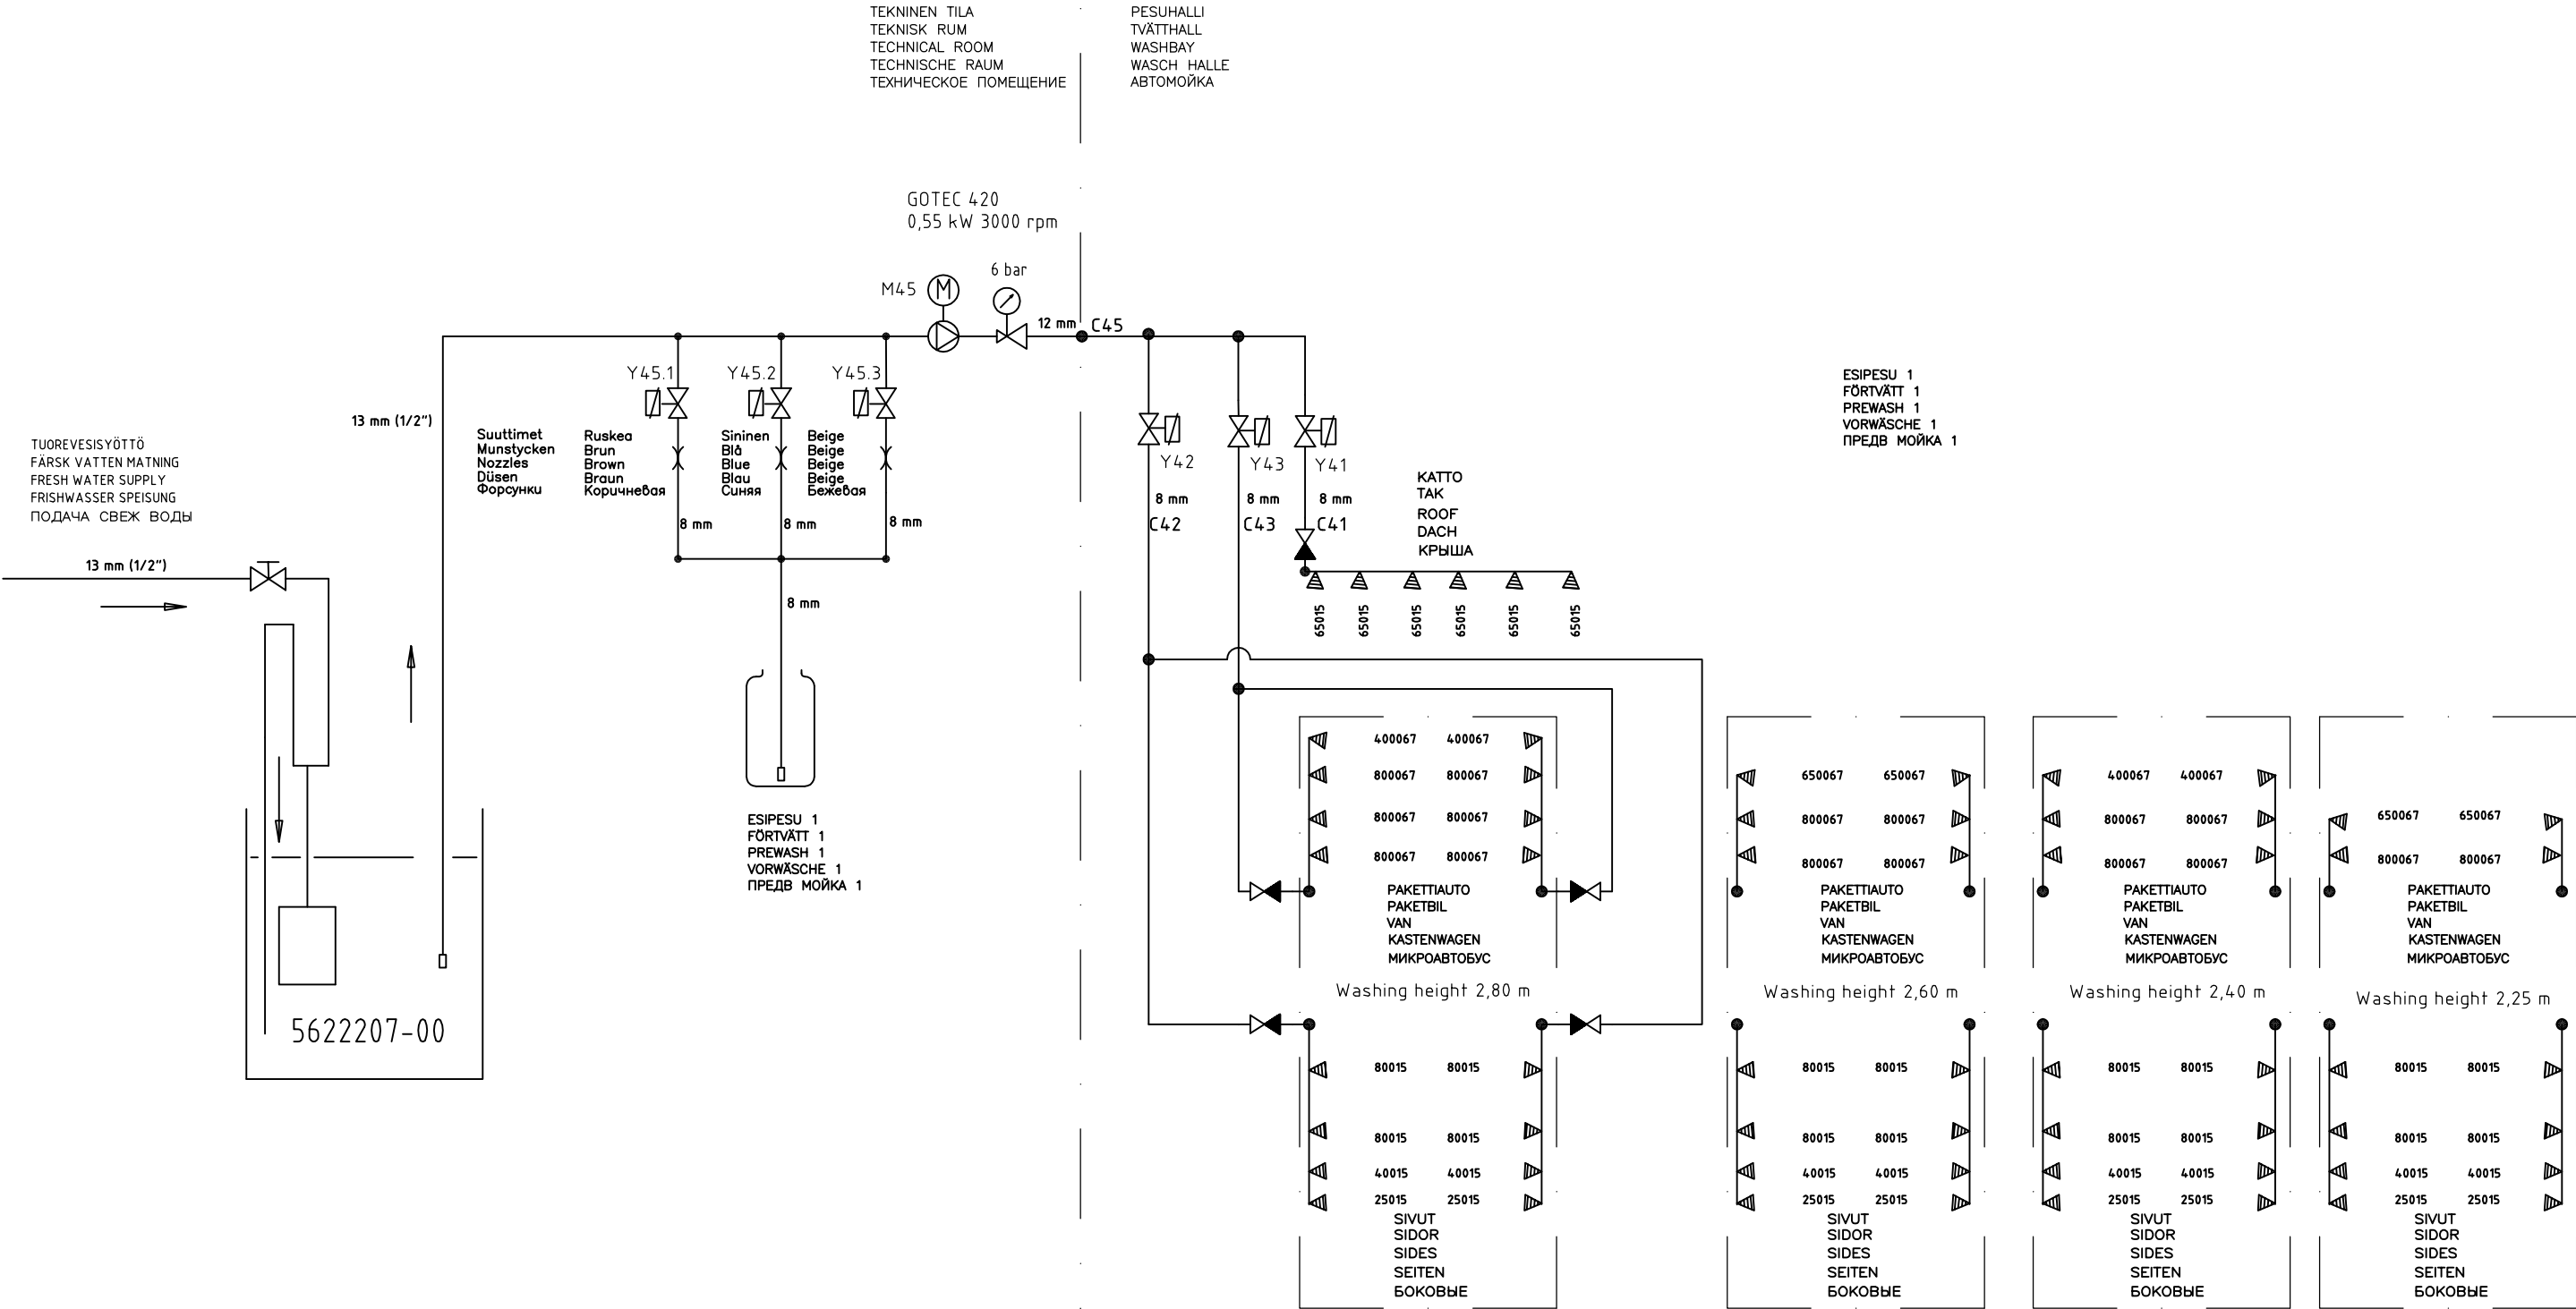 TEKNINEN TILA
TEKNISK RUM
TECHNICAL ROOM
TECHNISCHE RAUM
ТЕХНИЧЕСКОЕ ПОМЕЩЕНИЕ
PESUHALLI
TVÄTTHALL
WASHBAY
WASCH HALLE
АВТОМОЙКА
GOTEC 420
0,55 kW 3000 rpm
M45
M
6 bar
12 mm
C45
Y45.1
Y45.2
Y45.3
13 mm (1/2")
Suuttimet
Munstycken
Nozzles
Düsen
Форсунки
Ruskea
Brun
Brown
Braun
Коричневая
Sininen
Blå
Blue
Blau
Синяя
Beige
Beige
Beige
Beige
Бежевая
8 mm
8 mm
8 mm
8 mm
TUOREVESISYÖTTÖ
FÄRSK VATTEN MATNING
FRESH WATER SUPPLY
FRISHWASSER SPEISUNG
ПОДАЧА СВЕЖ ВОДЫ
13 mm (1/2")
5622207-00
ESIPESU 1
FÖRTVÄTT 1
PREWASH 1
VORWÄSCHE 1
ПРЕДВ МОЙКА 1
Y42
Y43
Y41
8 mm
8 mm
8 mm
C42
C43
C41
KATTO
TAK
ROOF
DACH
КРЫША
65015
65015
65015
65015
65015
65015
ESIPESU 1
FÖRTVÄTT 1
PREWASH 1
VORWÄSCHE 1
ПРЕДВ МОЙКА 1
400067 400067
800067 800067
800067 800067
800067 800067
PAKETTIAUTO
PAKETBIL
VAN
KASTENWAGEN
МИКРОАВТОБУС
Washing height 2,80 m
80015 80015
80015 80015
40015 40015
25015 25015
SIVUT
SIDOR
SIDES
SEITEN
БОКОВЫЕ
650067 650067
800067 800067
800067 800067
PAKETTIAUTO
PAKETBIL
VAN
KASTENWAGEN
МИКРОАВТОБУС
Washing height 2,60 m
80015 80015
80015 80015
40015 40015
25015 25015
SIVUT
SIDOR
SIDES
SEITEN
БОКОВЫЕ
400067 400067
800067 800067
800067 800067
PAKETTIAUTO
PAKETBIL
VAN
KASTENWAGEN
МИКРОАВТОБУС
Washing height 2,40 m
80015 80015
80015 80015
40015 40015
25015 25015
SIVUT
SIDOR
SIDES
SEITEN
БОКОВЫЕ
650067 650067
800067 800067
PAKETTIAUTO
PAKETBIL
VAN
KASTENWAGEN
МИКРОАВТОБУС
Washing height 2,25 m
80015 80015
80015 80015
40015 40015
25015 25015
SIVUT
SIDOR
SIDES
SEITEN
БОКОВЫЕ